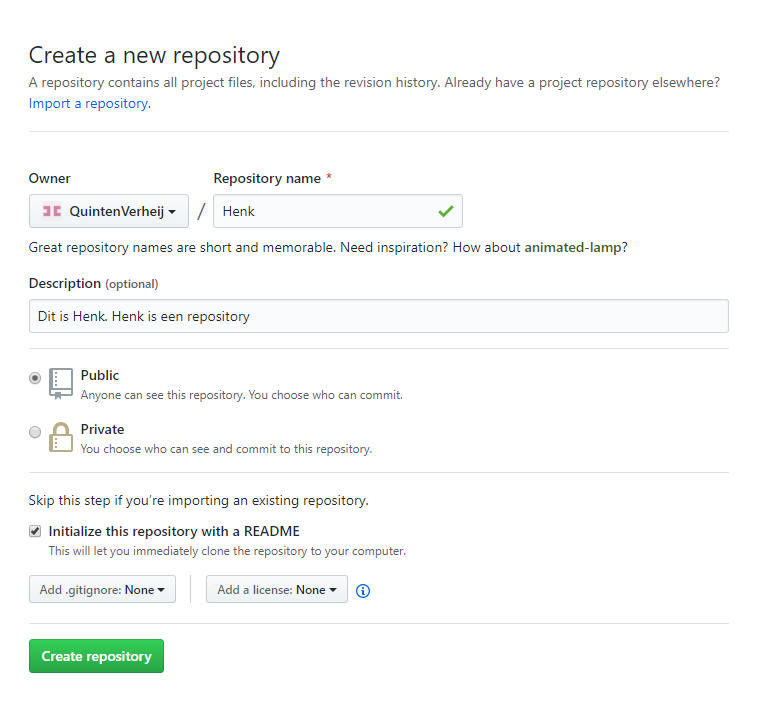 Create a new repository
A repository contains all project files, including the revision history. Already have a project repository elsewhere?
Import a repository.
Owner
Repository name *
QuintenVerheij / Henk
Great repository names are short and memorable. Need inspiration? How about animated-lamp?
Description (optional)
Dit is Henk. Henk is een repository
Public
Anyone can see this repository. You choose who can commit.
Private
You choose who can see and commit to this repository.
Skip this step if you’re importing an existing repository.
Initialize this repository with a README
This will let you immediately clone the repository to your computer.
Add .gitignore: None
Add a license: None
Create repository